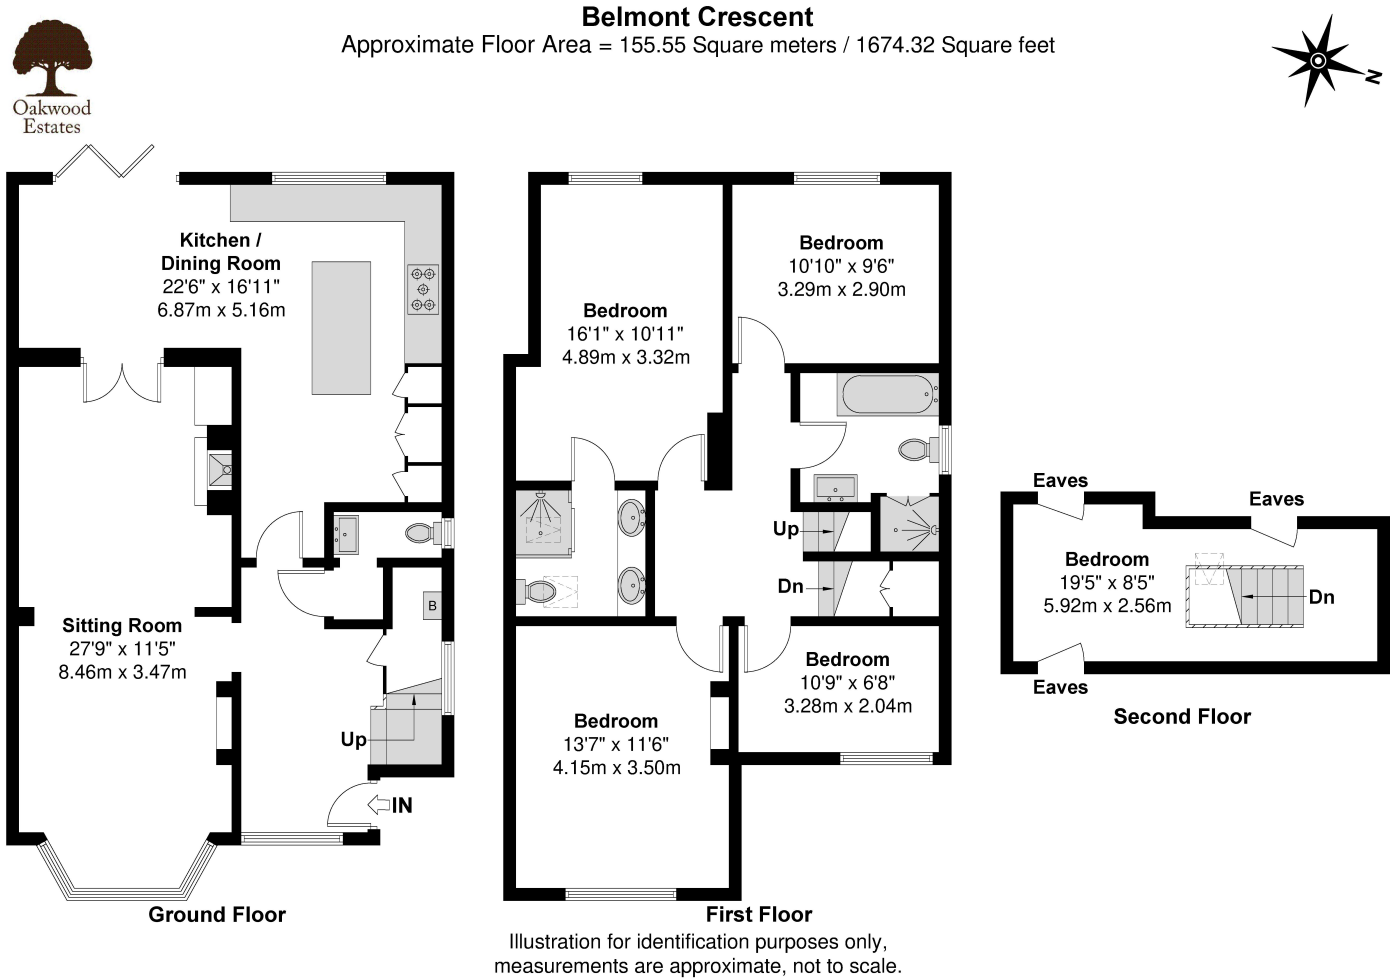 Belmont Crescent
Approximate Floor Area = 155.55 Square meters / 1674.32 Square feet
Oakwood
Estates
N
Kitchen /
Dining Room
22'6" x 16'11"
6.87m x 5.16m
Sitting Room
27'9" x 11'5"
8.46m x 3.47m
B
Up
IN
Ground Floor
Bedroom
16'1" x 10'11"
4.89m x 3.32m
Bedroom
10'10" x 9'6"
3.29m x 2.90m
Up
Dn
Bedroom
13'7" x 11'6"
4.15m x 3.50m
Bedroom
10'9" x 6'8"
3.28m x 2.04m
First Floor
Eaves
Eaves
Bedroom
19'5" x 8'5"
5.92m x 2.56m
Dn
Eaves
Second Floor
Illustration for identification purposes only,
measurements are approximate, not to scale.